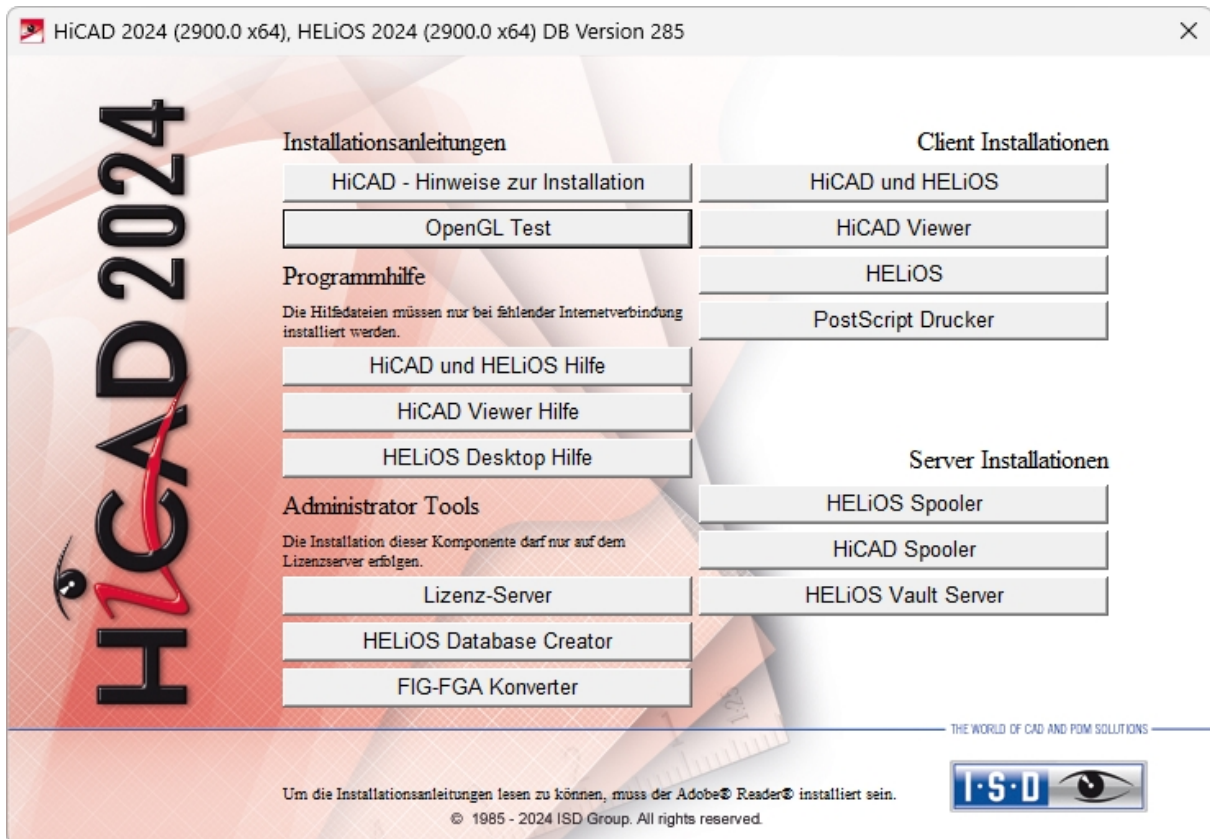 HiCAD 2024 (2900.0 x64), HELiOS 2024 (2900.0 x64) DB Version 285
HiCAD 2024
Installationsanleitungen
HiCAD - Hinweise zur Installation
OpenGL Test
Programmhilfe
Die Hilfedateien müssen nur bei fehlender Internetverbindung
installiert werden.
HiCAD und HELiOS Hilfe
HiCAD Viewer Hilfe
HELiOS Desktop Hilfe
Administrator Tools
Die Installation dieser Komponente darf nur auf dem
Lizenzserver erfolgen.
Lizenz-Server
HELiOS Database Creator
FIG-FGA Konverter
Client Installationen
HiCAD und HELiOS
HiCAD Viewer
HELiOS
PostScript Drucker
Server Installationen
HELiOS Spooler
HiCAD Spooler
HELiOS Vault Server
THE WORLD OF CAD AND PDM SOLUTIONS
I·S·D
Um die Installationsanleitungen lesen zu können, muss der Adobe® Reader® installiert sein.
© 1985 - 2024 ISD Group. All rights reserved.